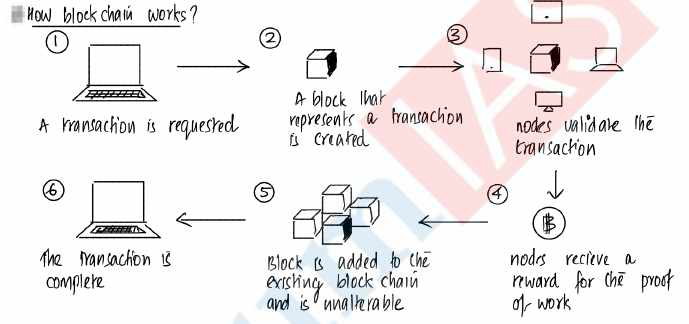 How block chain works?
①
②
③
A transaction is requested
A block that
represents a transaction
is created
nodes validate the
transaction
⑥
⑤
④
The transaction is
complete
Block is added to the
existing block chain
and is unalterable
₿
nodes recieve a
reward for the proof
of work
IAS